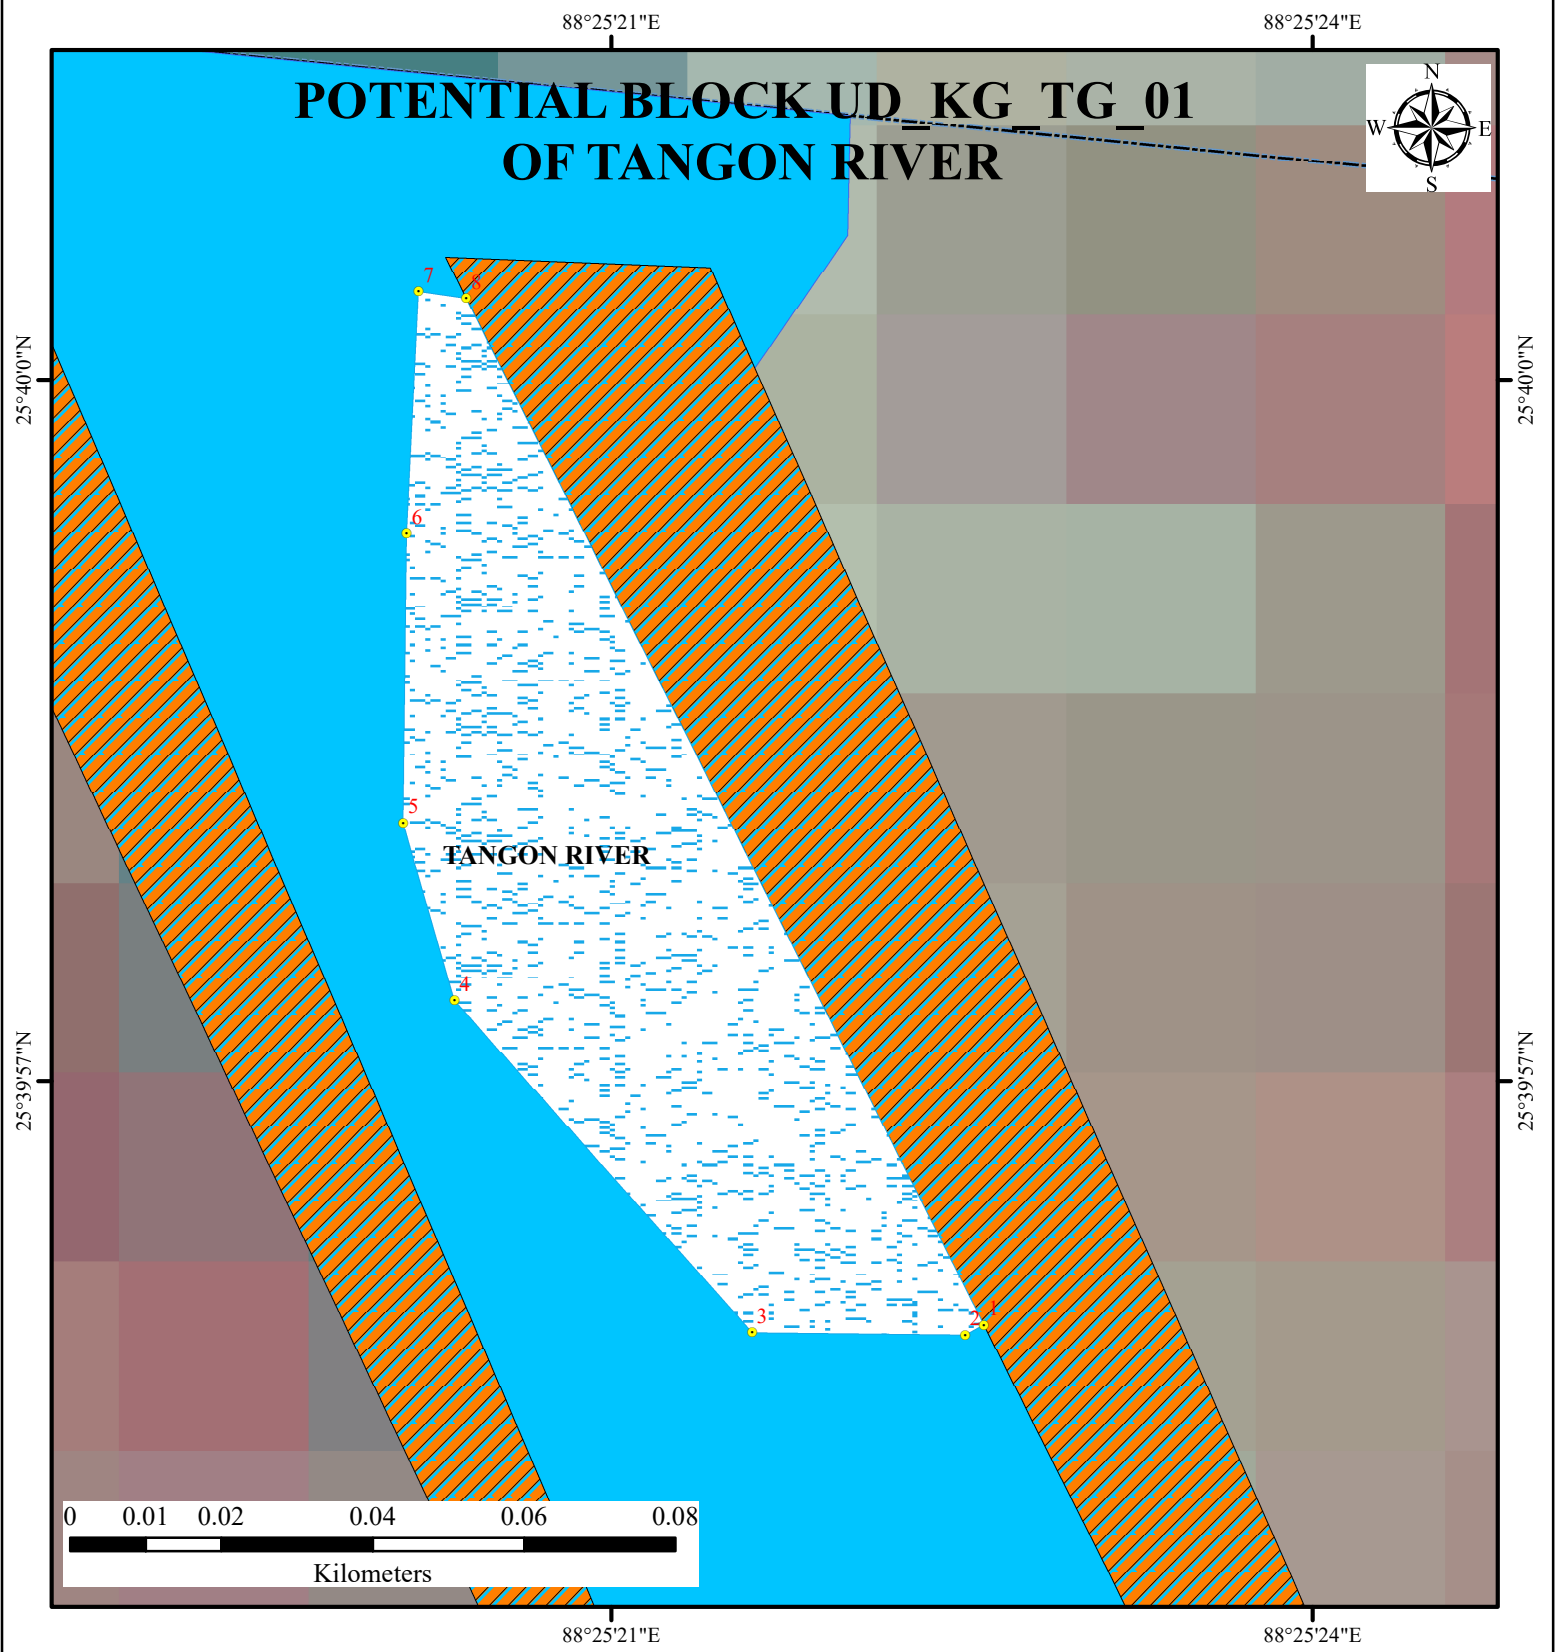 88°25'21"E 88°25'24"E
POTENTIAL BLOCK UD_KG_TG_01
OF TANGON RIVER
N
W E
S
7
8
25°40'0"N 25°40'0"N
6
5
TANGON RIVER
4
25°39'57"N 25°39'57"N
3 2 1
0 0.01 0.02 0.04 0.06 0.08
Kilometers
88°25'21"E 88°25'24"E